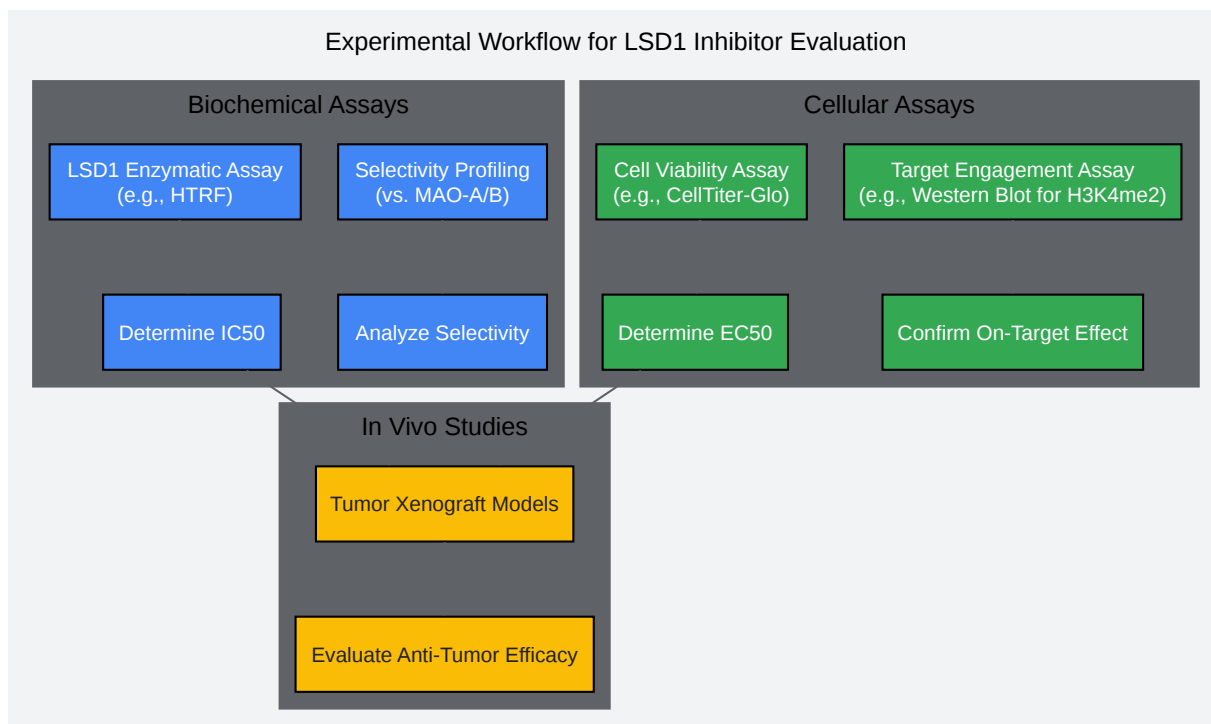 Experimental Workflow for LSD1 Inhibitor Evaluation
Biochemical Assays
LSD1 Enzymatic Assay
(e.g., HTRF)
Selectivity Profiling
(vs. MAO-A/B)
Determine IC50
Analyze Selectivity
Cellular Assays
Cell Viability Assay
(e.g., CellTiter-Glo)
Target Engagement Assay
(e.g., Western Blot for H3K4me2)
Determine EC50
Confirm On-Target Effect
In Vivo Studies
Tumor Xenograft Models
Evaluate Anti-Tumor Efficacy